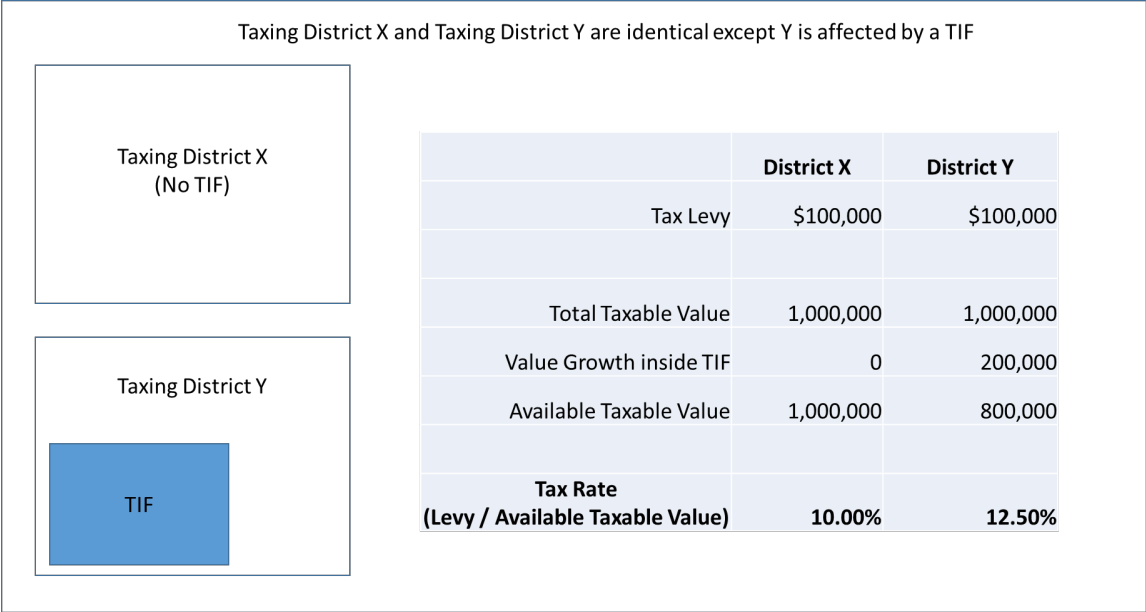 Taxing District X and Taxing District Y are identical except Y is affected by a TIF
Taxing District X
(No TIF)
Taxing District Y
TIF
District X District Y
Tax Levy $100,000 $100,000
Total Taxable Value 1,000,000 1,000,000
Value Growth inside TIF 0 200,000
Available Taxable Value 1,000,000 800,000
Tax Rate
(Levy / Available Taxable Value) 10.00% 12.50%